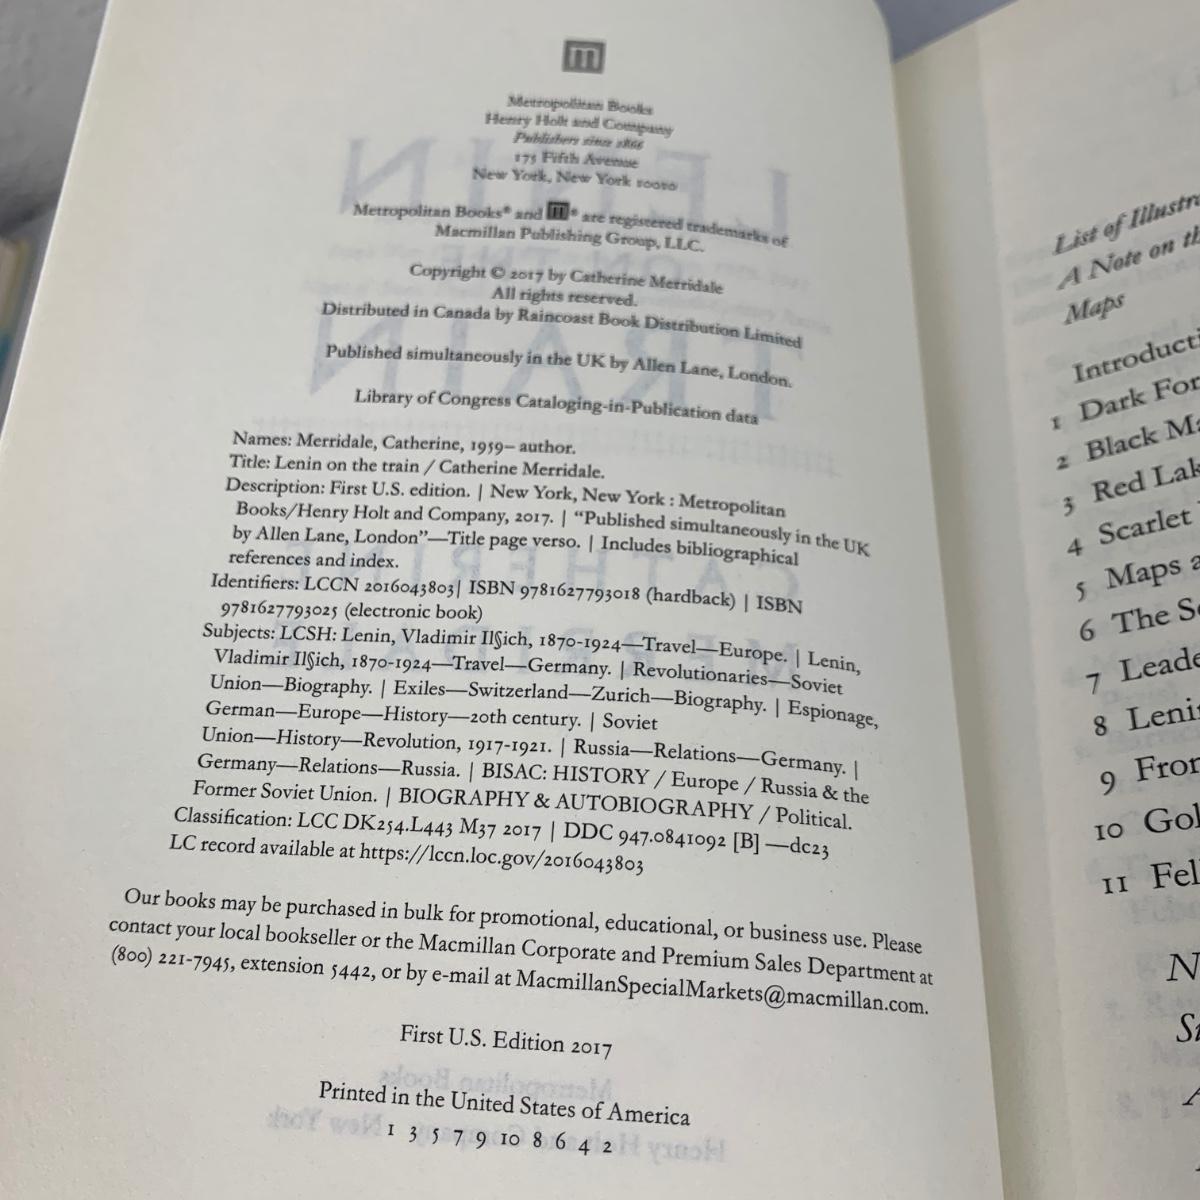 m
Metropolitan Books
Henry Holt and Company
Publishers since 1866
175 Fifth Avenue
New York, New York 10010
Metropolitan Books® and m® are registered trademarks of
Macmillan Publishing Group, LLC.
Copyright © 2017 by Catherine Merridale
All rights reserved.
Distributed in Canada by Raincoast Book Distribution Limited
Published simultaneously in the UK by Allen Lane, London.
Library of Congress Cataloging-in-Publication data
Names: Merridale, Catherine, 1959– author.
Title: Lenin on the train / Catherine Merridale.
Description: First U.S. edition. | New York, New York : Metropolitan
Books/Henry Holt and Company, 2017. | “Published simultaneously in the UK
by Allen Lane, London”—Title page verso. | Includes bibliographical
references and index.
Identifiers: LCCN 2016043803| ISBN 9781627793018 (hardback) | ISBN
9781627793025 (electronic book)
Subjects: LCSH: Lenin, Vladimir Il§ich, 1870-1924—Travel—Europe. | Lenin,
Vladimir Il§ich, 1870-1924—Travel—Germany. | Revolutionaries—Soviet
Union—Biography. | Exiles—Switzerland—Zurich—Biography. | Espionage,
German—Europe—History—20th century. | Soviet
Union—History—Revolution, 1917-1921. | Russia—Relations—Germany. |
Germany—Relations—Russia. | BISAC: HISTORY / Europe / Russia & the
Former Soviet Union. | BIOGRAPHY & AUTOBIOGRAPHY / Political.
Classification: LCC DK254.L443 M37 2017 | DDC 947.0841092 [B] —dc23
LC record available at https://lccn.loc.gov/2016043803
Our books may be purchased in bulk for promotional, educational, or business use. Please
contact your local bookseller or the Macmillan Corporate and Premium Sales Department at
(800) 221-7945, extension 5442, or by e-mail at MacmillanSpecialMarkets@macmillan.com.
First U.S. Edition 2017
Printed in the United States of America
1 3 5 7 9 10 8 6 4 2
List of Illustr
A Note on th
Maps
Introducti
1 Dark For
2 Black Ma
3 Red Lak
4 Scarlet
5 Maps a
6 The Se
7 Leade
8 Leni
9 Fror
10 Gol
11 Fel
N